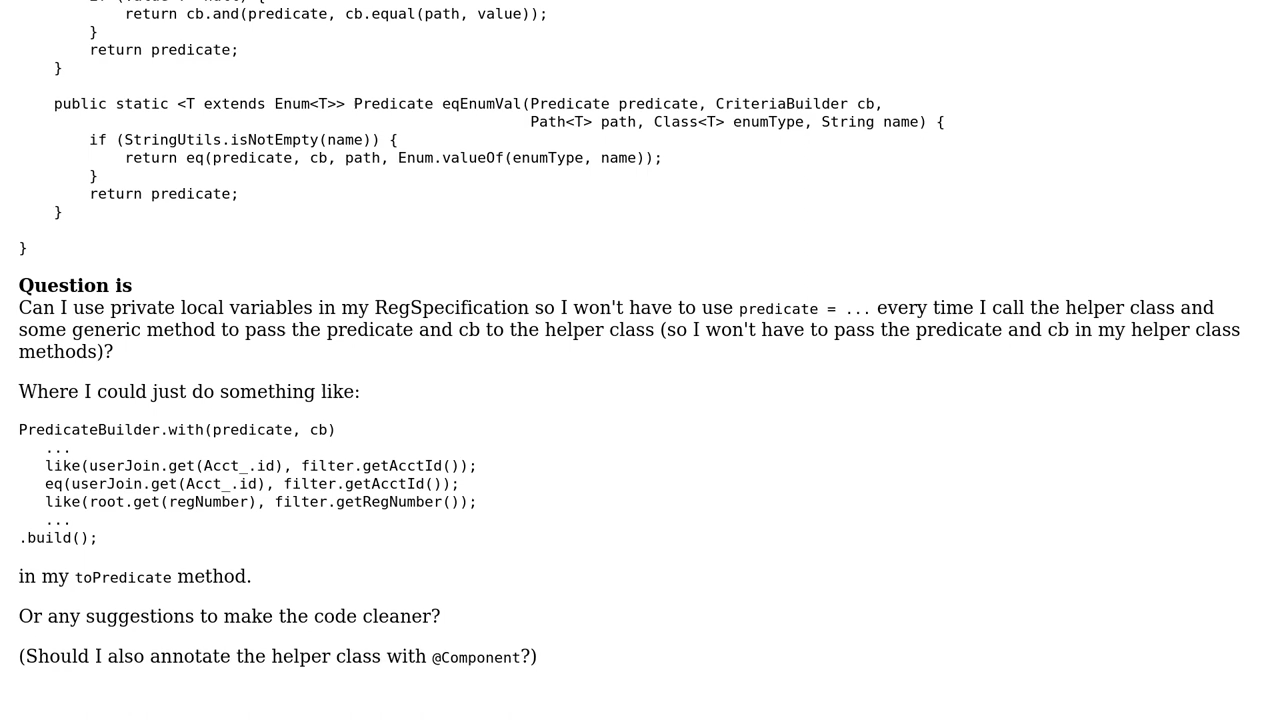 return cb.and(predicate, cb.equal(path, value));
}
return predicate;
}
public static <T extends Enum<T>> Predicate eqEnumVal(Predicate predicate, CriteriaBuilder cb,
Path<T> path, Class<T> enumType, String name) {
if (StringUtils.isNotEmpty(name)) {
return eq(predicate, cb, path, Enum.valueOf(enumType, name));
}
return predicate;
}
}
Question is
Can I use private local variables in my RegSpecification so I won't have to use predicate = ... every time I call the helper class and
some generic method to pass the predicate and cb to the helper class (so I won't have to pass the predicate and cb in my helper class
methods)?
Where I could just do something like:
PredicateBuilder.with(predicate, cb)
...
like(userJoin.get(Acct_.id), filter.getAcctId());
eq(userJoin.get(Acct_.id), filter.getAcctId());
like(root.get(regNumber), filter.getRegNumber());
...
.build();
in my toPredicate method.
Or any suggestions to make the code cleaner?
(Should I also annotate the helper class with @Component?)